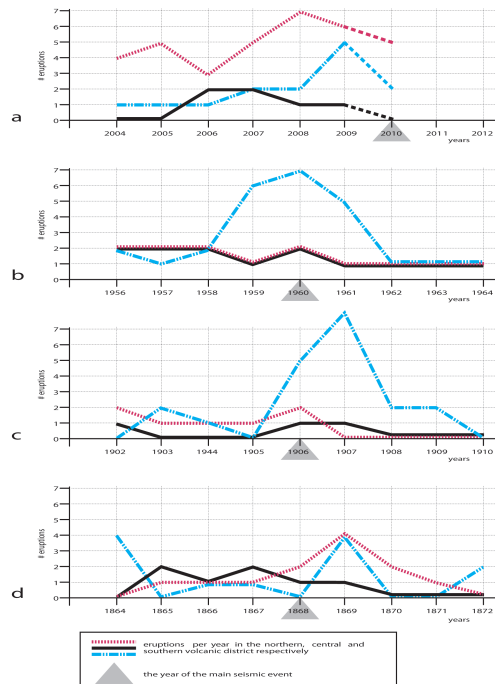 7
6
5
4
3
2
1
0
# eruptions
a
2004 2005 2006 2007 2008 2009 2010 2011 2012
years
7
6
5
4
3
2
1
0
# eruptions
b
1956 1957 1958 1959 1960 1961 1962 1963 1964
years
7
6
5
4
3
2
1
0
# eruptions
c
1902 1903 1944 1905 1906 1907 1908 1909 1910
years
7
6
5
4
3
2
1
0
# eruptions
d
1864 1865 1866 1867 1868 1869 1870 1871 1872
years
eruptions per year in the northern, central and
southern volcanic district respectively
the year of the main seismic event